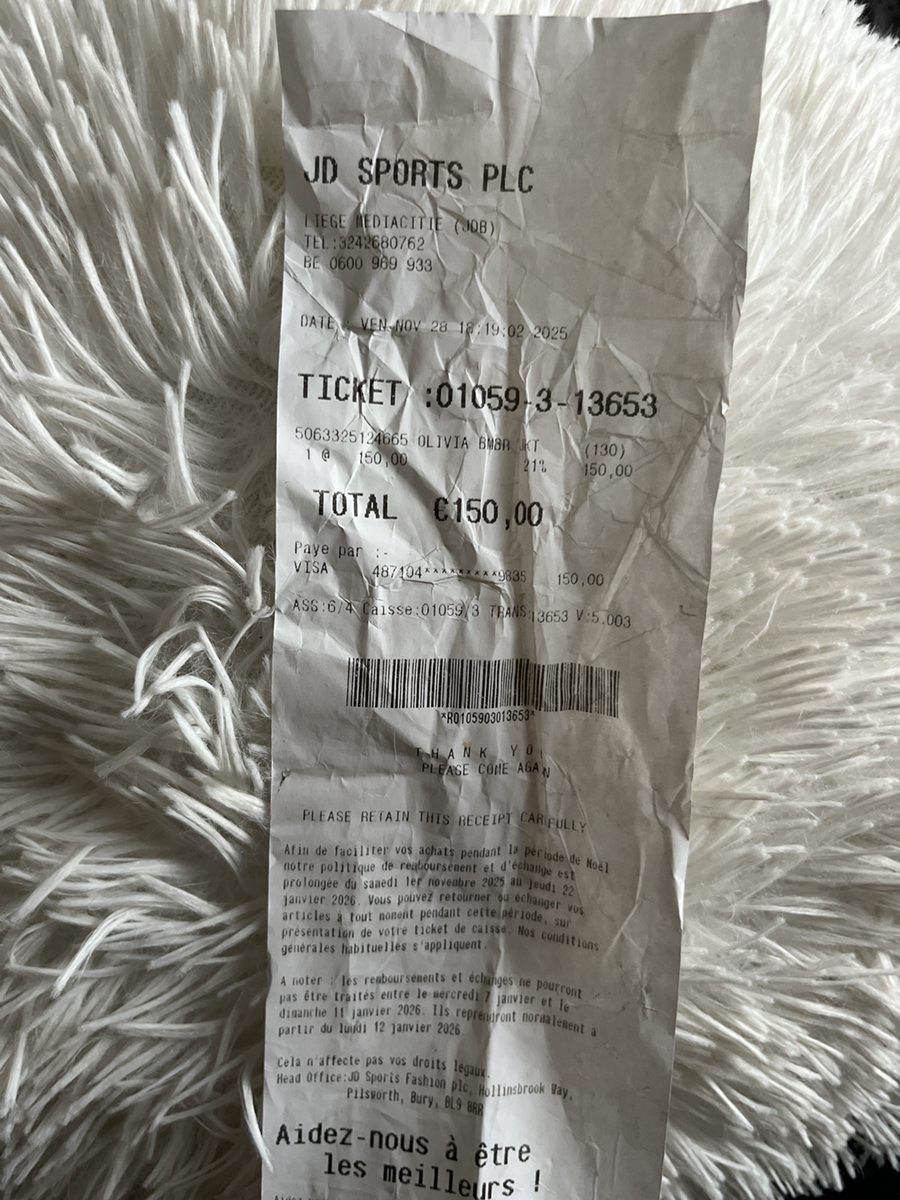 JD SPORTS PLC
LIEGE MEDIACITIE (JDB)
TEL:3242680762
BE 0600 969 933
DATE : VEN NOV 28 18:19:02 2025
TICKET :01059-3-13653
5063325124665 OLIVIA BMBR JKT (130)
1 @ 150,00 21% 150,00
TOTAL €150,00
Paye par :-
VISA 487104*********9835 150,00
ASS:6/4 Caisse:01059/3 TRANS:13653 V:5.003
*R0105903013653*
THANK YO
PLEASE COME AGAN
PLEASE RETAIN THIS RECEIPT CAREFULLY
Afin de faciliter vos achats pendant la période de Noël
notre politique de reaboursement et d'échange est
prolongée du samedi 1er novembre 2025 au jeudi 22
janvier 2026. Vous pouvez retourner ou échanger vos
articles à tout moment pendant cette période, sur
présentation de votre ticket de caisse. Nos conditions
générales habituelles s'appliquent.
A noter : les remboursements et échanges ne pourront
pas être traités entre le mercredi 7 janvier et le
dimanche 11 janvier 2026. Ils reprendront normalement à
partir du lundi 12 janvier 2026
Cela n'affecte pas vos droits légaux.
Head Office:JD Sports Fashion plc, Hollinsbrook Way,
Pilsworth, Bury, BL9 8RR
Aidez-nous à être
les meilleurs !